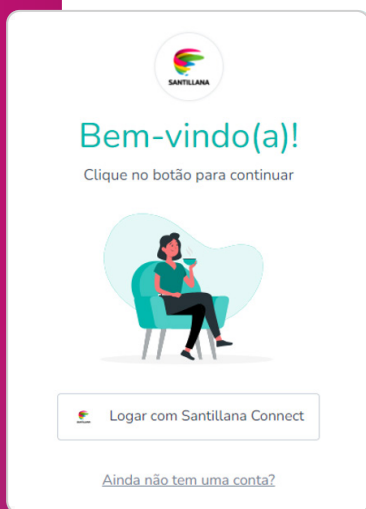 SANTILLANA
Bem-vindo(a)!
Clique no botão para continuar
Logar com Santillana Connect
Ainda não tem uma conta?